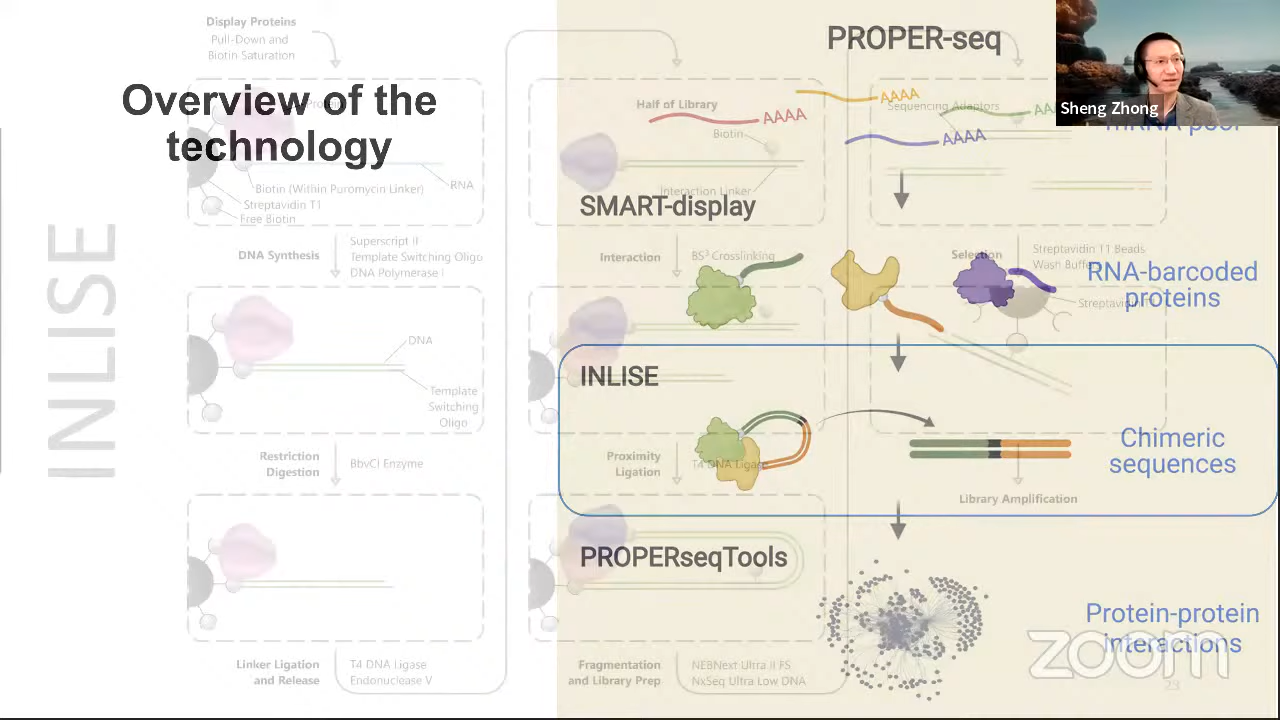 Display Proteins
Pull-Down and
Biotin Saturation
PROPER-seq
Overview of the
technology
Half of Library
Biotin
AAAA
AAAA
AAAA
Sequencing Adaptors
Sheng Zhong
mRNA pool
INLISE
RNA
Biotin (Within Puromycin Linker)
Streptavidin T1
Free Biotin
Interaction Linker
SMART-display
DNA Synthesis
Superscript II
Template Switching Oligo
DNA Polymerase I
Interaction
BS³ Crosslinking
Selection
Streptavidin T1 Beads
Wash Buffer
RNA-barcoded
proteins
DNA
Template
Switching
Oligo
INLISE
Restriction
Digestion
BbvCI Enzyme
Proximity
Ligation
T4 DNA Ligase
Chimeric
sequences
Library Amplification
PROPERseqTools
Protein-protein
interactions
Linker Ligation
and Release
T4 DNA Ligase
Endonuclease V
Fragmentation
and Library Prep
NEBNext Ultra II FS
NxSeq Ultra Low DNA
zoom
23